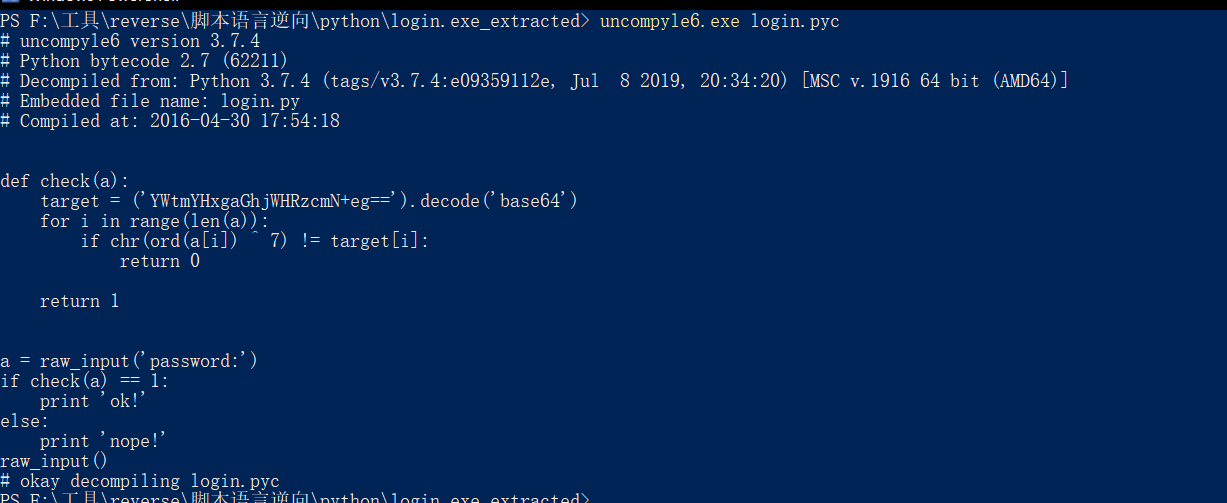 PS F:\工具\reverse\脚本语言逆向\python\login.exe_extracted> uncompyle6.exe login.pyc
# uncompyle6 version 3.7.4
# Python bytecode 2.7 (62211)
# Decompiled from: Python 3.7.4 (tags/v3.7.4:e09359112e, Jul  8 2019, 20:34:20) [MSC v.1916 64 bit (AMD64)]
# Embedded file name: login.py
# Compiled at: 2016-04-30 17:54:18
def check(a):
    target = ('YWtmYHxgaGhjWHRzcmN+eg==').decode('base64')
    for i in range(len(a)):
        if chr(ord(a[i]) ^ 7) != target[i]:
            return 0
    return 1
a = raw_input('password:')
if check(a) == 1:
    print 'ok!'
else:
    print 'nope!'
raw_input()
# okay decompiling login.pyc
PS F:\工具\reverse\脚本语言逆向\python\login.exe_extracted>